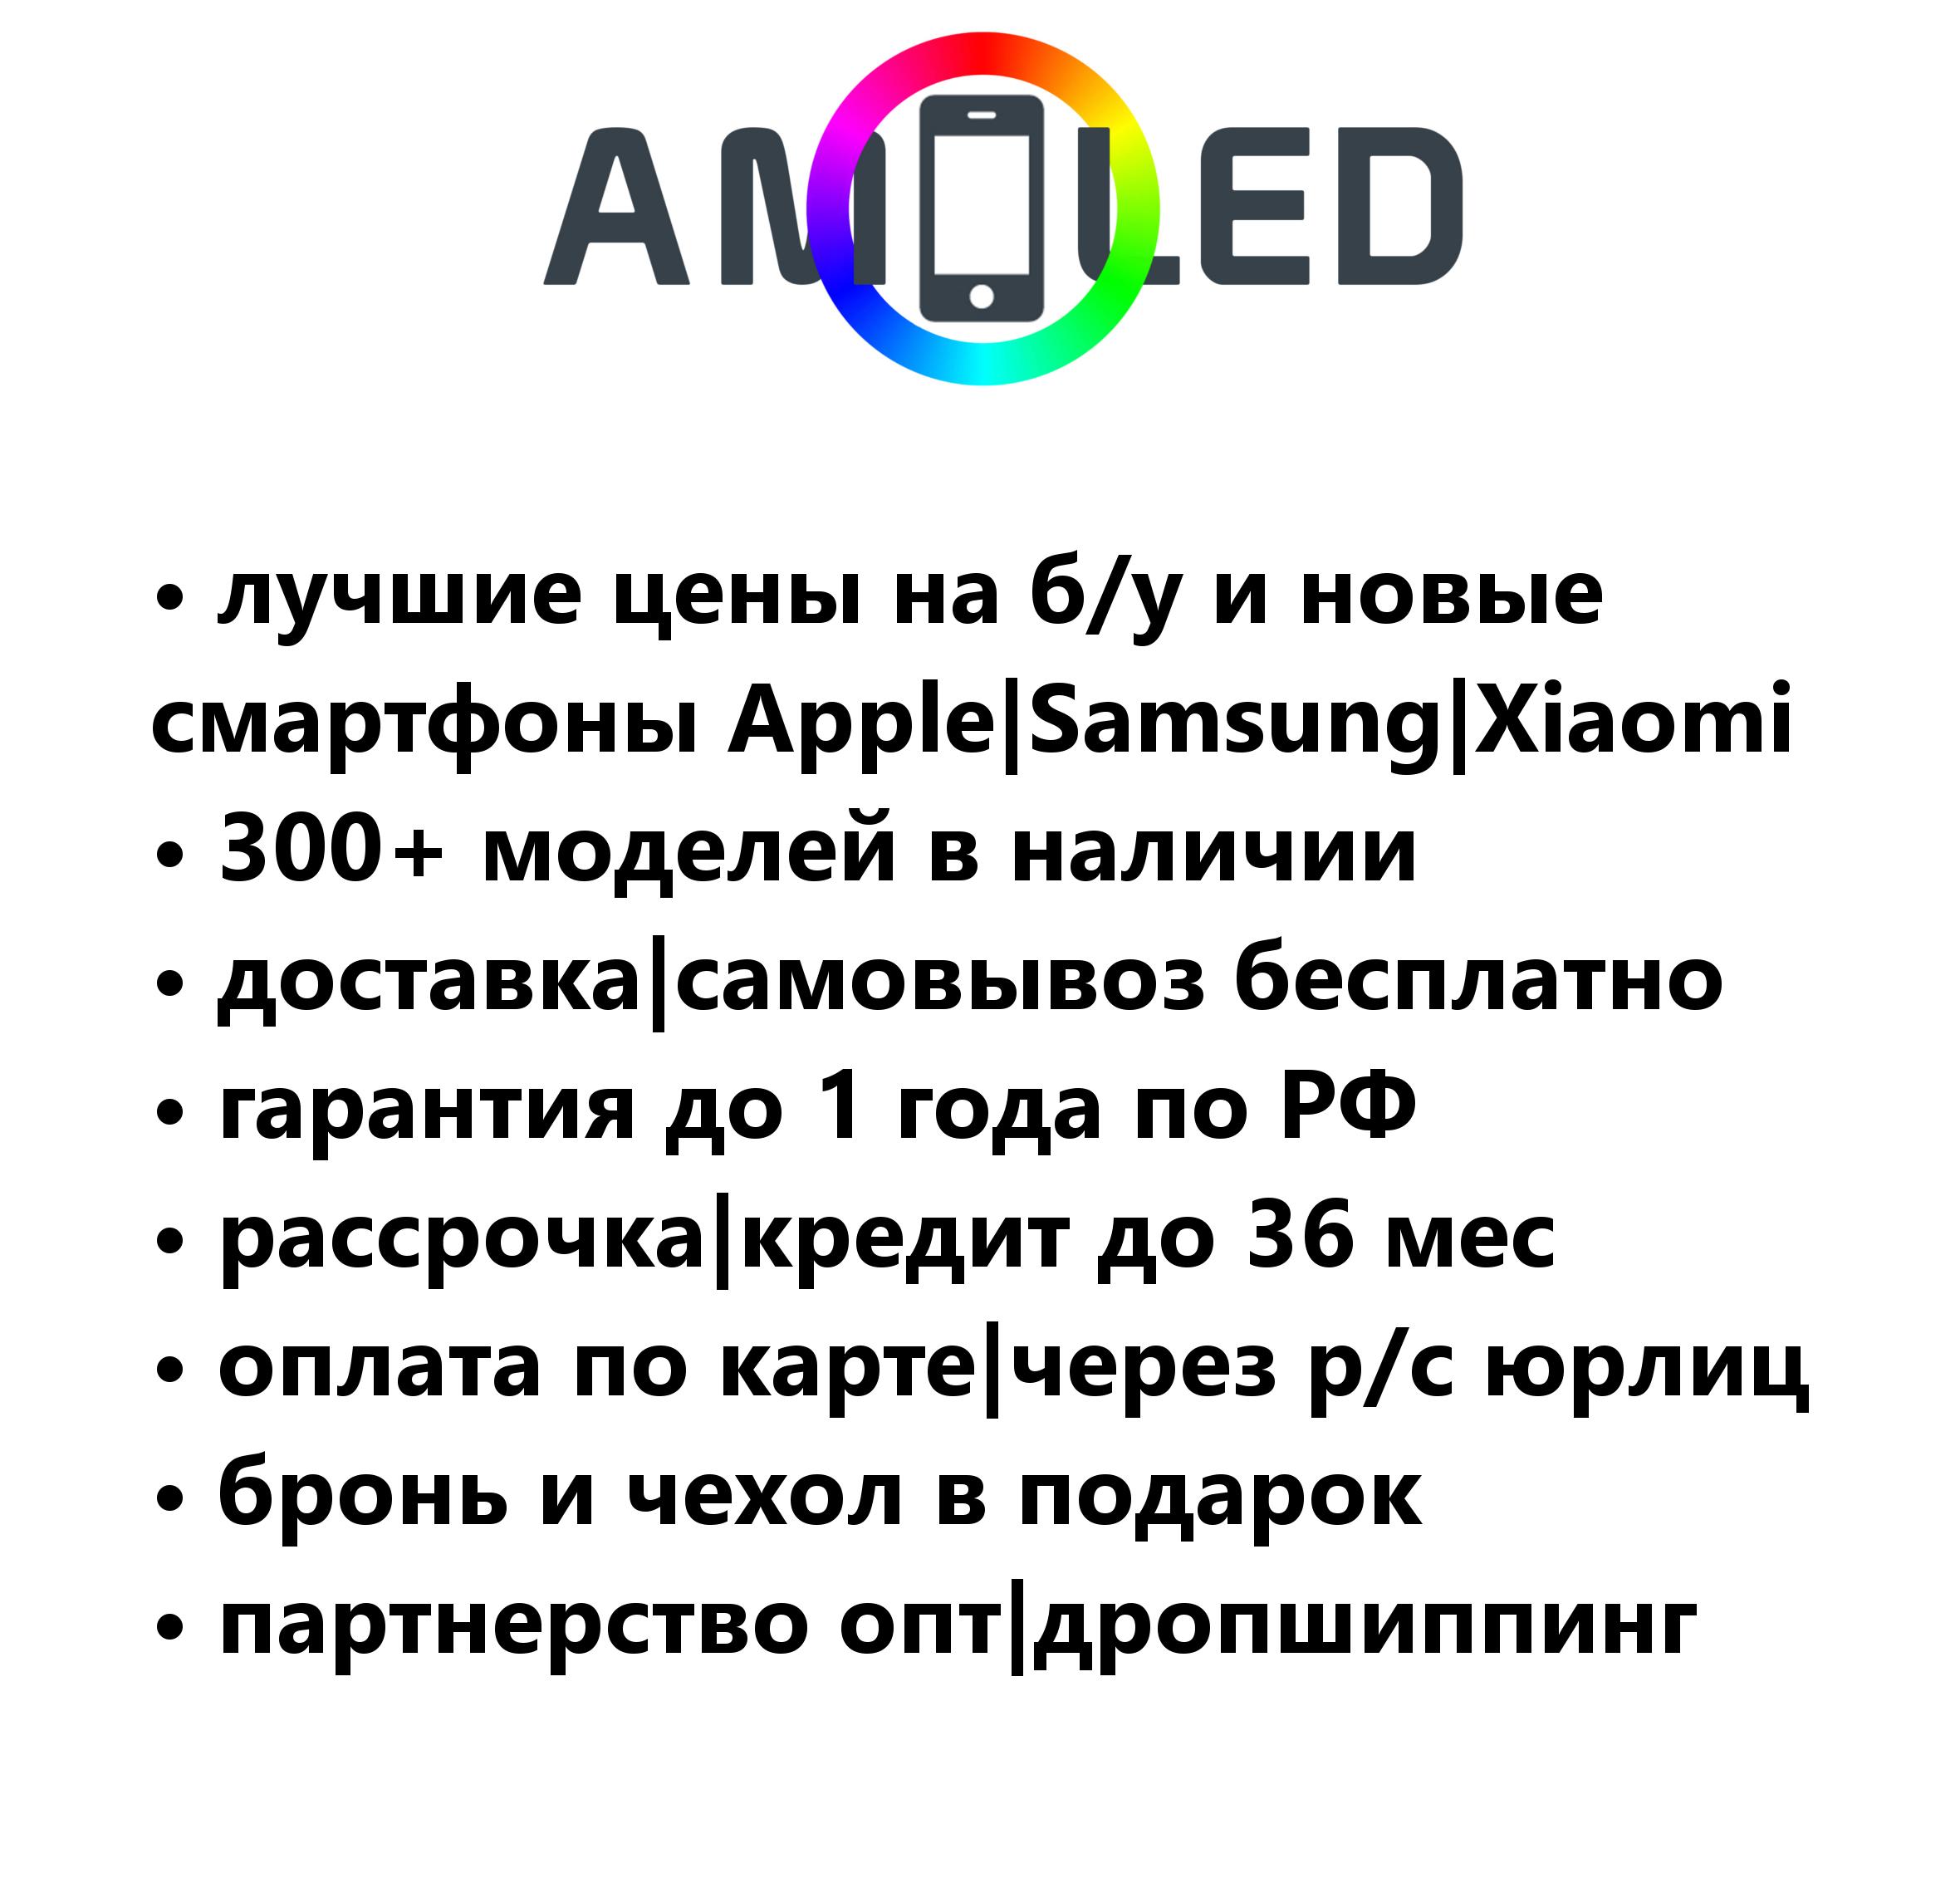 AMOLED
• лучшие цены на б/у и новые
смартфоны Apple|Samsung|Xiaomi
• 300+ моделей в наличии
• доставка|самовывоз бесплатно
• гарантия до 1 года по РФ
• рассрочка|кредит до 36 мес
• оплата по карте|через р/с юрлиц
• бронь и чехол в подарок
• партнерство опт|дропшиппинг